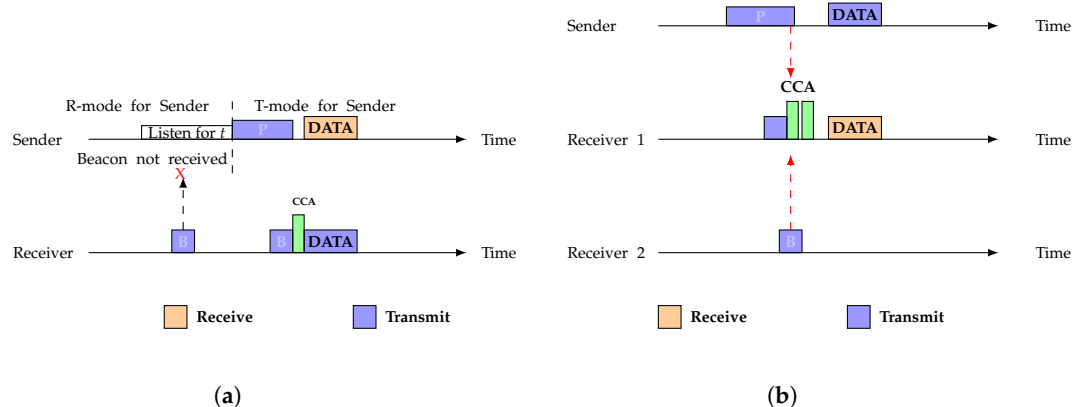 R-mode for Sender
T-mode for Sender
Listen for t
P
DATA
Sender
Time
Beacon not received
X
CCA
B
B
DATA
Receiver
Time
Receive
Transmit
(a)
P
DATA
Sender
Time
CCA
Receiver 1
DATA
Time
B
Receiver 2
Time
Receive
Transmit
(b)